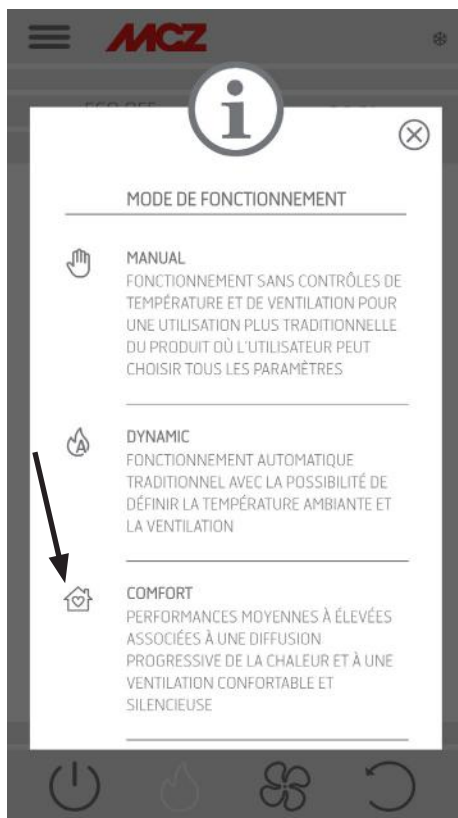 MCZ
MODE DE FONCTIONNEMENT
MANUAL
FONCTIONNEMENT SANS CONTRÔLES DE
TEMPÉRATURE ET DE VENTILATION POUR
UNE UTILISATION PLUS TRADITIONNELLE
DU PRODUIT OÙ L'UTILISATEUR PEUT
CHOISIR TOUS LES PARAMÈTRES
DYNAMIC
FONCTIONNEMENT AUTOMATIQUE
TRADITIONNEL AVEC LA POSSIBILITÉ DE
DÉFINIR LA TEMPÉRATURE AMBIANTE ET
LA VENTILATION
COMFORT
PERFORMANCES MOYENNES À ÉLEVÉES
ASSOCIÉES À UNE DIFFUSION
PROGRESSIVE DE LA CHALEUR ET À UNE
VENTILATION CONFORTABLE ET
SILENCIEUSE